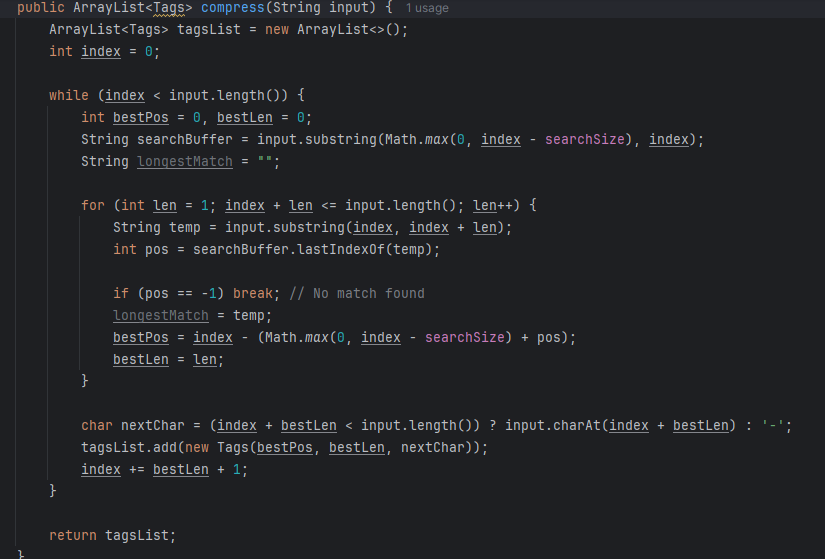 public ArrayList<Tags> compress(String input) { 1 usage
    ArrayList<Tags> tagsList = new ArrayList<>();
    int index = 0;

    while (index < input.length()) {
        int bestPos = 0, bestLen = 0;
        String searchBuffer = input.substring(Math.max(0, index - searchSize), index);
        String longestMatch = "";

        for (int len = 1; index + len <= input.length(); len++) {
            String temp = input.substring(index, index + len);
            int pos = searchBuffer.lastIndexOf(temp);

            if (pos == -1) break; // No match found
            longestMatch = temp;
            bestPos = index - (Math.max(0, index - searchSize) + pos);
            bestLen = len;
        }

        char nextChar = (index + bestLen < input.length()) ? input.charAt(index + bestLen) : '-';
        tagsList.add(new Tags(bestPos, bestLen, nextChar));
        index += bestLen + 1;
    }

    return tagsList;
}